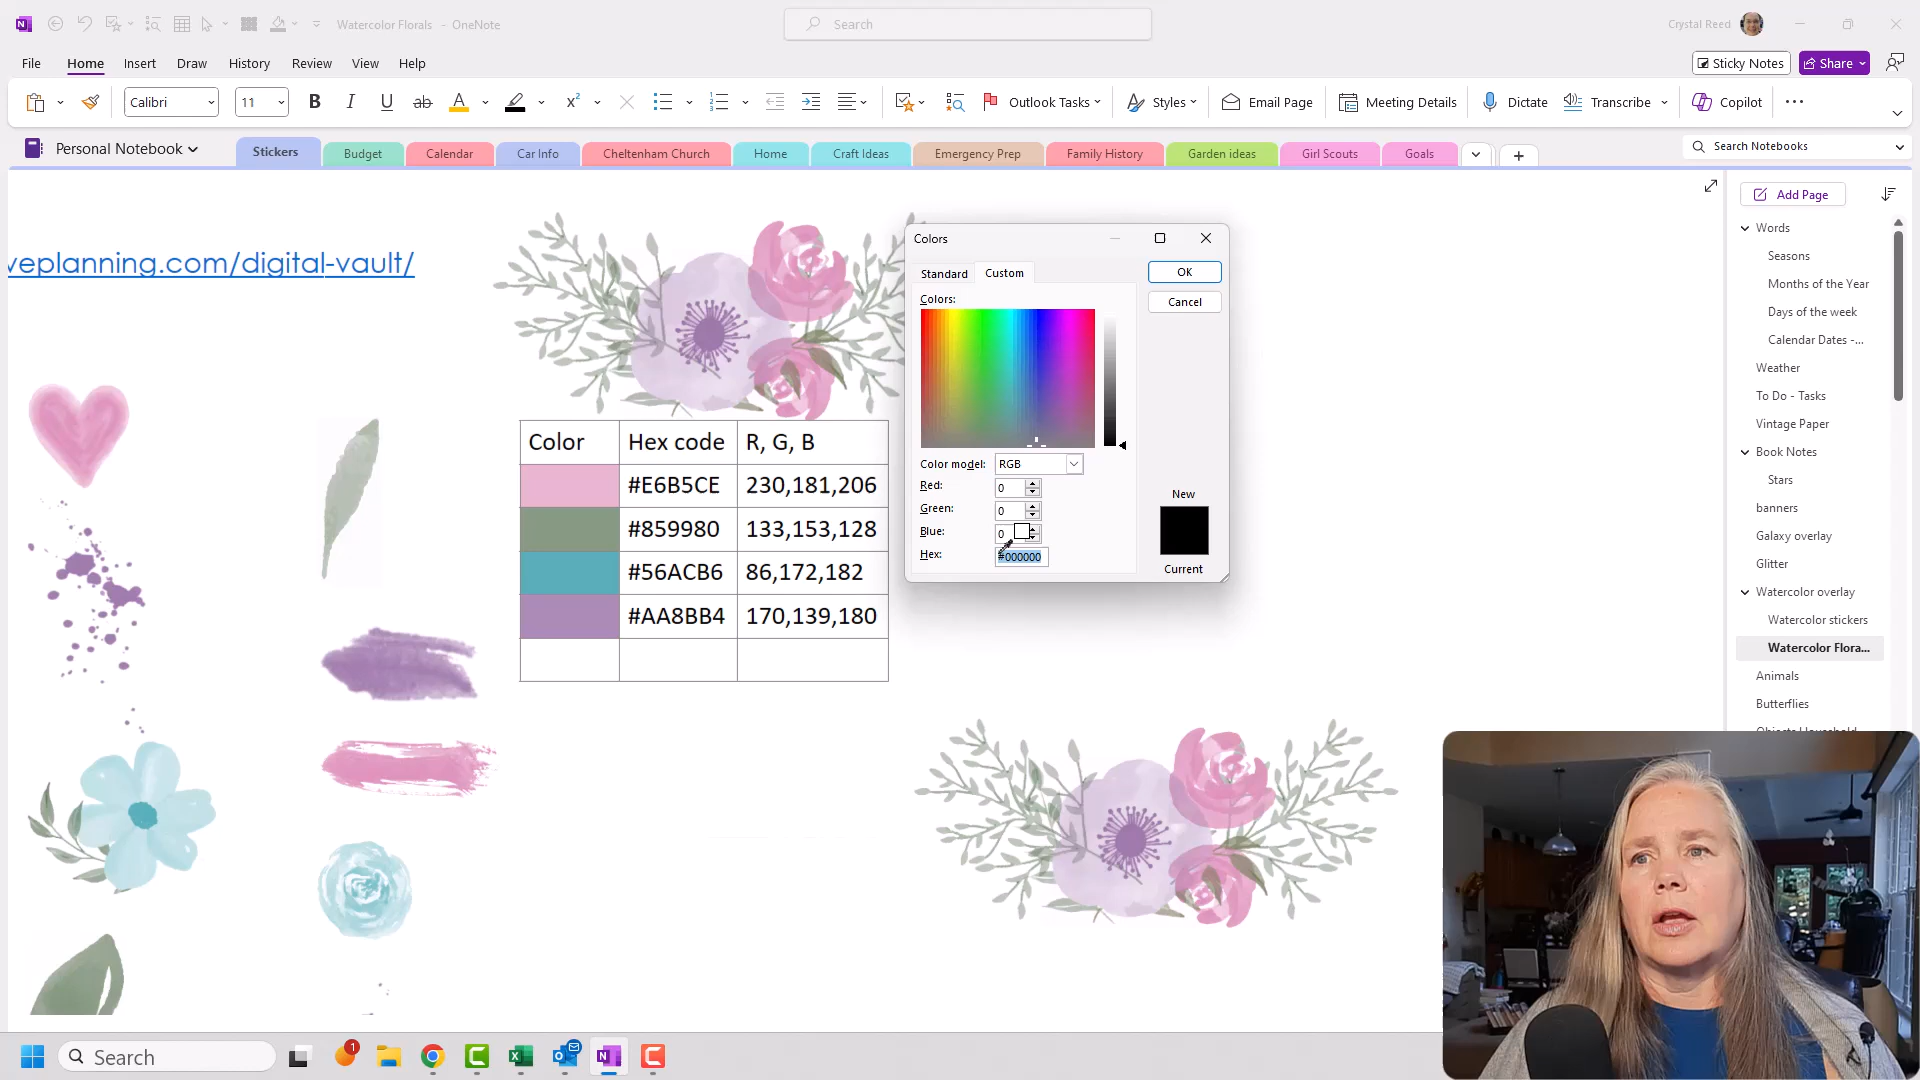 Watercolor Florals - OneNote
Search
Crystal Reed
File
Home
Insert
Draw
History
Review
View
Help
Sticky Notes
Share
Calibri
11
B
I
U
ab
A
x²
Outlook Tasks
Styles
Email Page
Meeting Details
Dictate
Transcribe
Copilot
Personal Notebook
Stickers
Budget
Calendar
Car Info
Cheltenham Church
Home
Craft Ideas
Emergency Prep
Family History
Garden ideas
Girl Scouts
Goals
Search Notebooks
veplanning.com/digital-vault/
Color Hex code R, G, B
#E6B5CE 230,181,206
#859980 133,153,128
#56ACB6 86,172,182
#AA8BB4 170,139,180
Colors
Standard
Custom
OK
Cancel
Colors:
Color model: RGB
Red: 0
Green: 0
Blue: 0
Hex: #000000
New
Current
Add Page
Words
Seasons
Months of the Year
Days of the week
Calendar Dates -...
Weather
To Do - Tasks
Vintage Paper
Book Notes
Stars
banners
Galaxy overlay
Glitter
Watercolor overlay
Watercolor stickers
Watercolor Flora...
Animals
Butterflies
Search
1